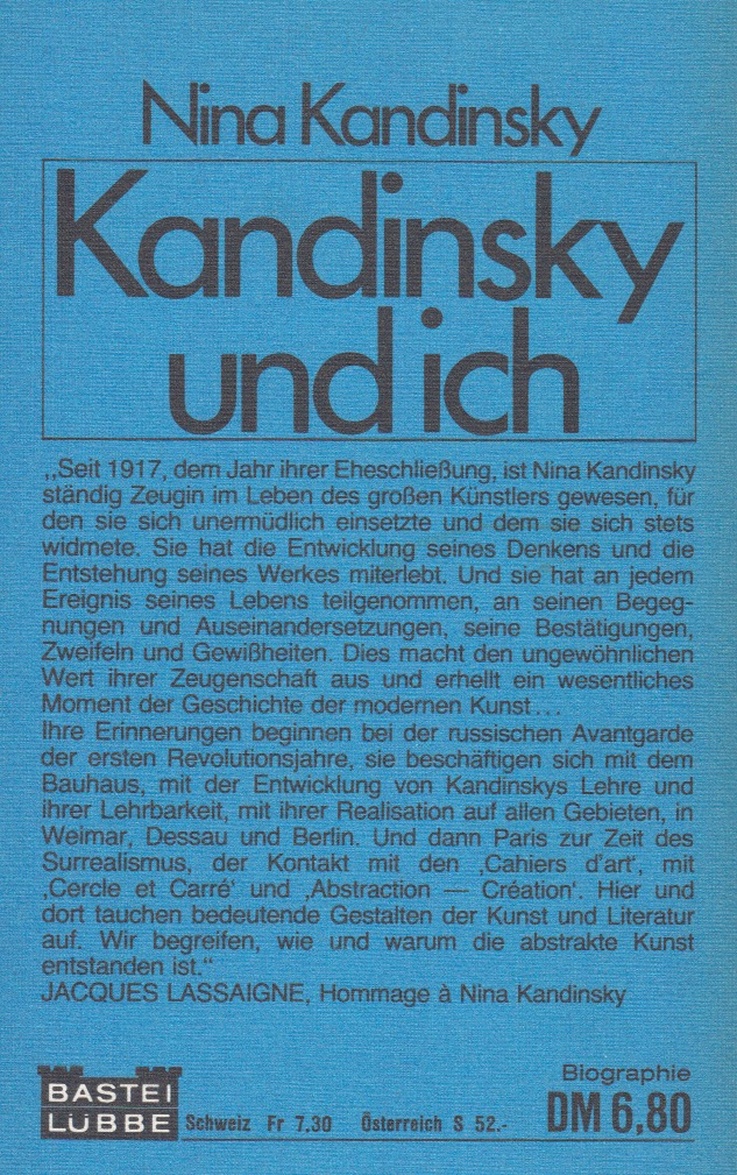 Nina Kandinsky
Kandinsky
und ich
,,Seit 1917, dem Jahr ihrer Eheschließung, ist Nina Kandinsky
ständig Zeugin im Leben des großen Künstlers gewesen, für
den sie sich unermüdlich einsetzte und dem sie sich stets
widmete. Sie hat die Entwicklung seines Denkens und die
Entstehung seines Werkes miterlebt. Und sie hat an jedem
Ereignis seines Lebens teilgenommen, an seinen Begeg-
nungen und Auseinandersetzungen, seine Bestätigungen,
Zweifeln und Gewißheiten. Dies macht den ungewöhnlichen
Wert ihrer Zeugenschaft aus und erhellt ein wesentliches
Moment der Geschichte der modernen Kunst...
Ihre Erinnerungen beginnen bei der russischen Avantgarde
der ersten Revolutionsjahre, sie beschäftigen sich mit dem
Bauhaus, mit der Entwicklung von Kandinskys Lehre und
ihrer Lehrbarkeit, mit ihrer Realisation auf allen Gebieten, in
Weimar, Dessau und Berlin. Und dann Paris zur Zeit des
Surrealismus, der Kontakt mit den ‚Cahiers d'art', mit
‚Cercle et Carré' und ‚Abstraction — Création'. Hier und
dort tauchen bedeutende Gestalten der Kunst und Literatur
auf. Wir begreifen, wie und warum die abstrakte Kunst
entstanden ist."
JACQUES LASSAIGNE, Hommage à Nina Kandinsky
Biographie
BASTEI
LÜBBE
Schweiz Fr 7.30 Österreich S 52.- DM 6,80